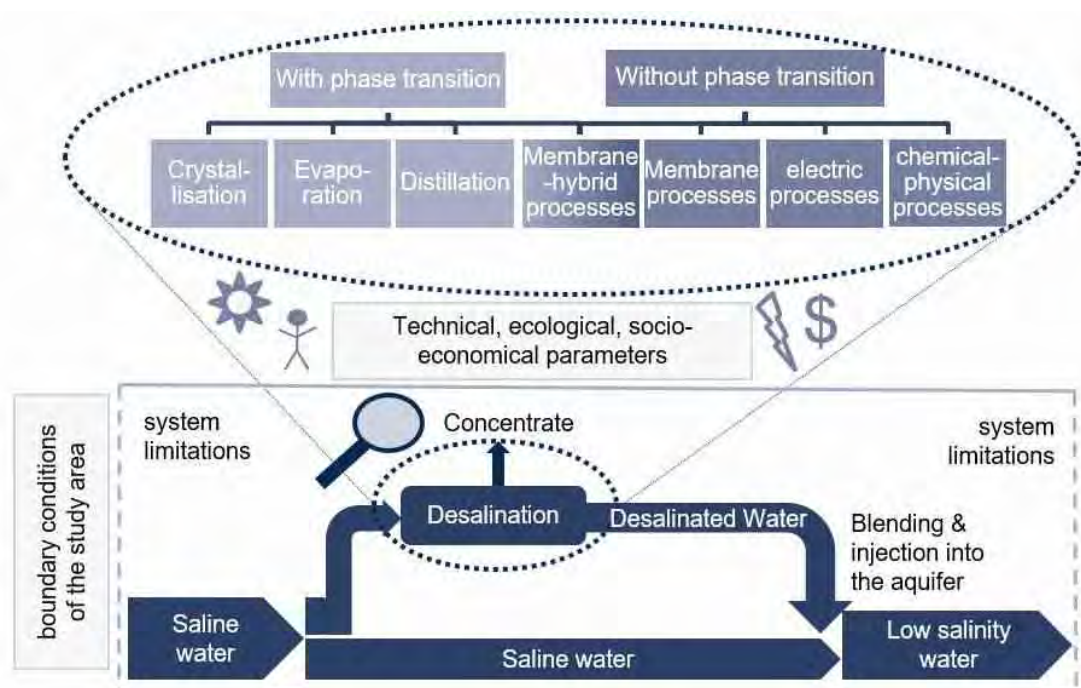 With phase transition
Without phase transition
Crystal-
lisation
Evapo-
ration
Distillation
Membrane
-hybrid
processes
Membrane
processes
electric
processes
chemical-
physical
processes
Technical, ecological, socio-
economical parameters
$
boundary conditions
of the study area
system
limitations
Concentrate
system
limitations
Desalination
Desalinated Water
Blending &
injection into
the aquifer
Saline
water
Saline water
Low salinity
water